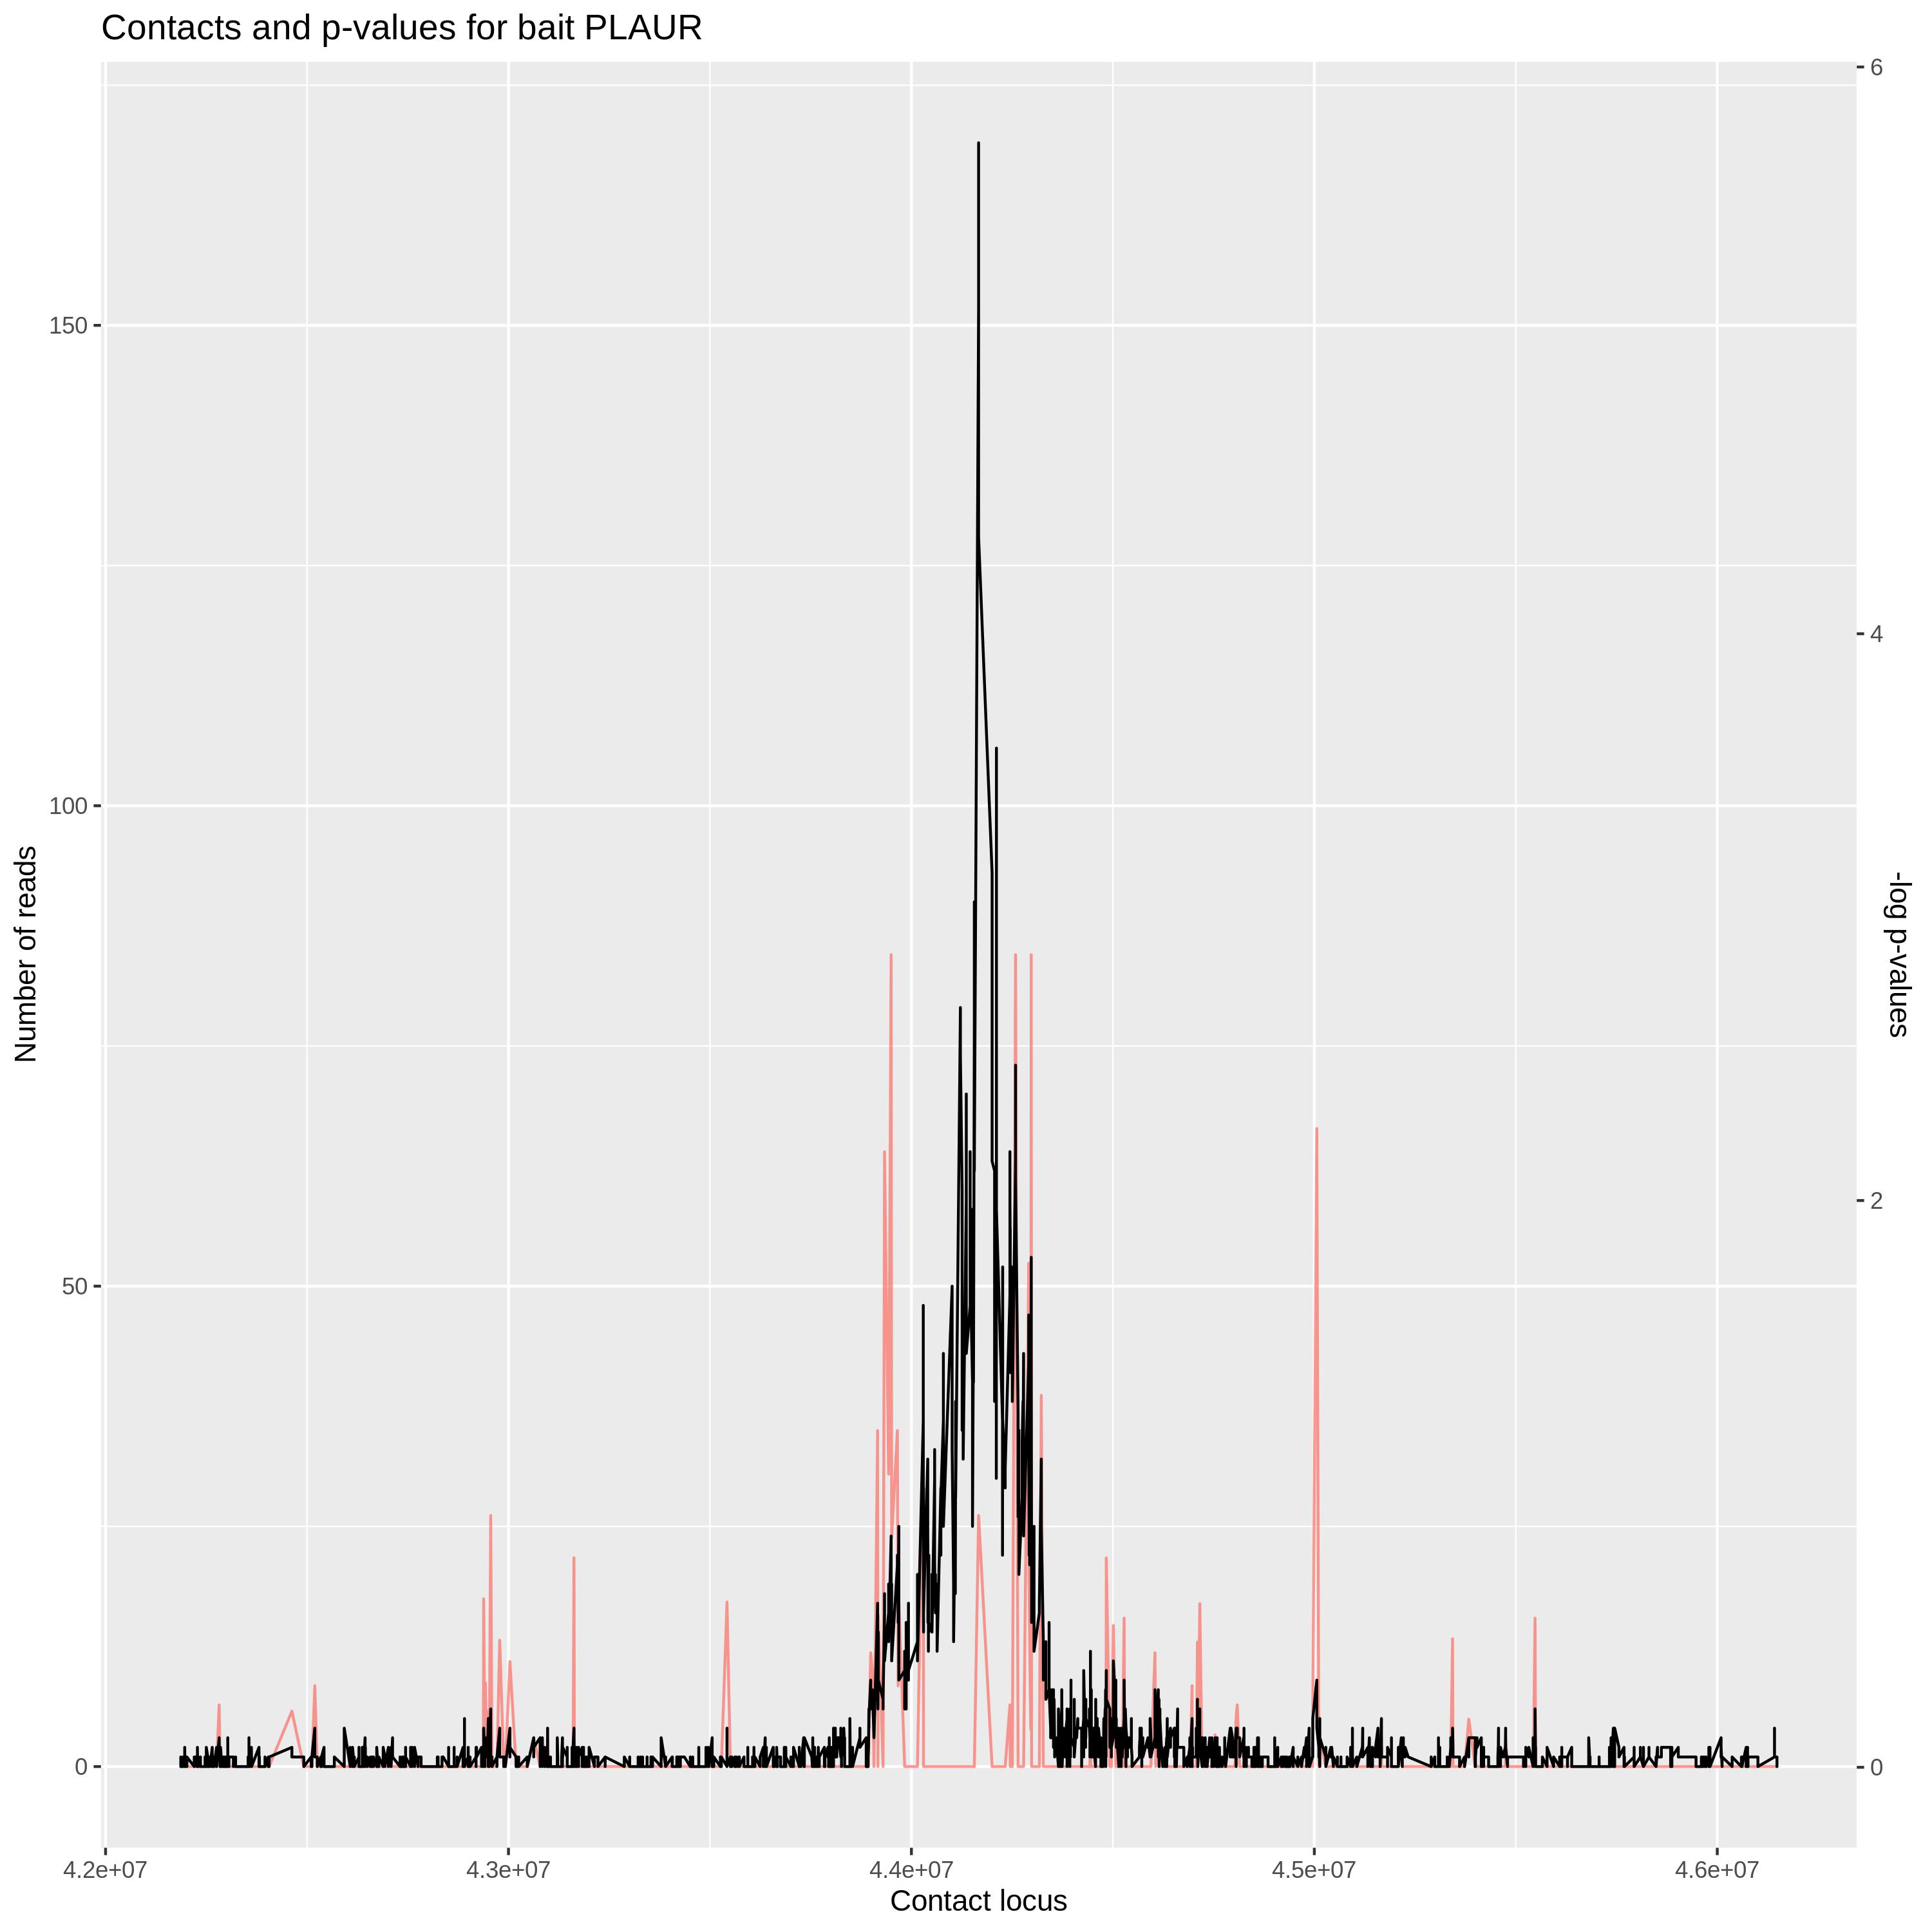 Contacts and p-values for bait PLAUR
Number of reads
150
100
50
0
6
4
2
0
-log p-values
4.2e+07
4.3e+07
4.4e+07
4.5e+07
4.6e+07
Contact locus